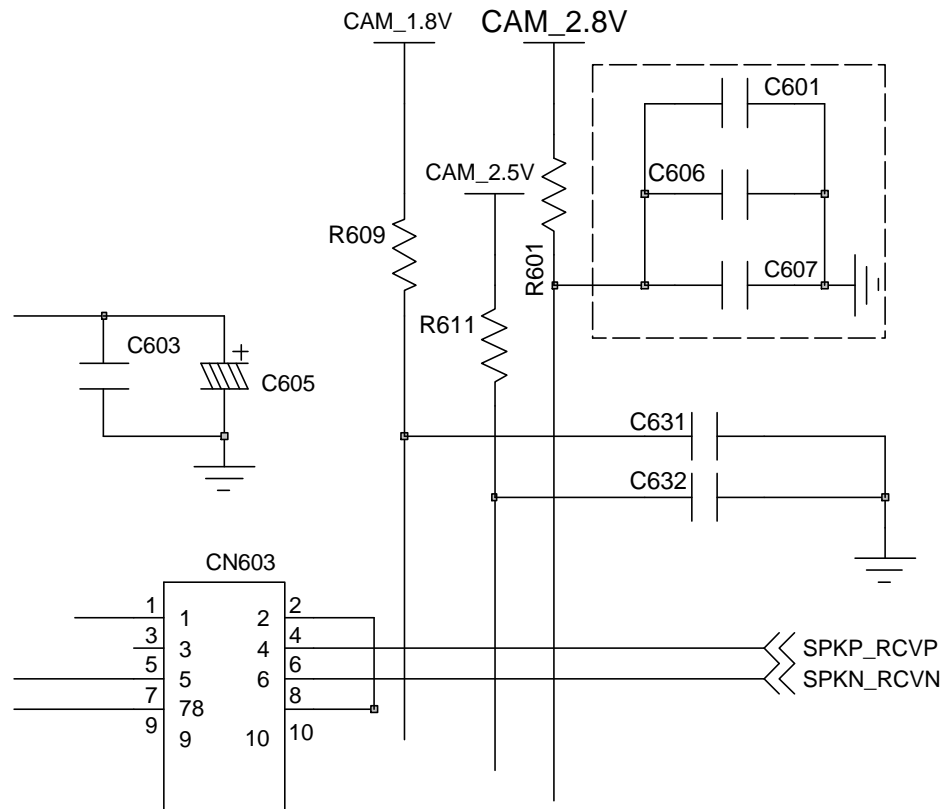 CAM_1.8V
CAM_2.8V
C601
CAM_2.5V
C606
R609
R601
C607
R611
C603
+
C605
C631
C632
CN603
1 1 2 2
3 3 4 4 SPKP_RCVP
5 5 6 6 SPKN_RCVN
7 78 8
9 9 10 10